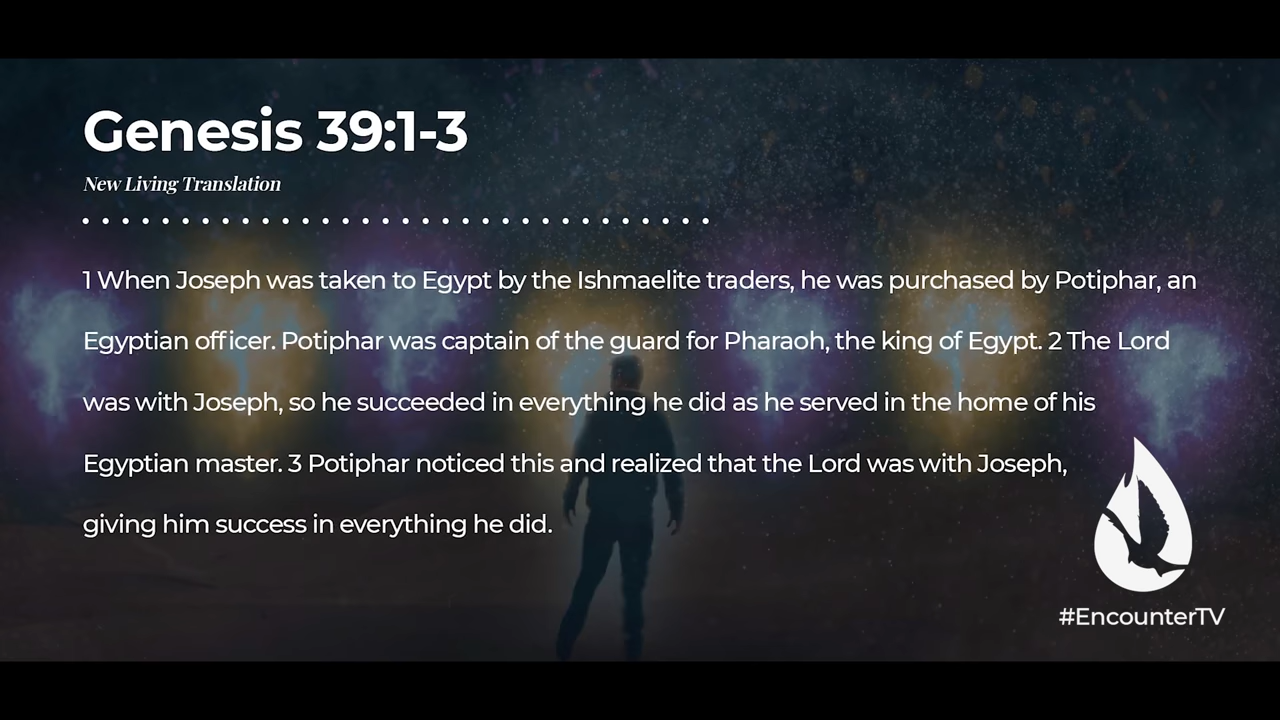 Genesis 39:1-3
New Living Translation
1 When Joseph was taken to Egypt by the Ishmaelite traders, he was purchased by Potiphar, an
Egyptian officer. Potiphar was captain of the guard for Pharaoh, the king of Egypt. 2 The Lord
was with Joseph, so he succeeded in everything he did as he served in the home of his
Egyptian master. 3 Potiphar noticed this and realized that the Lord was with Joseph,
giving him success in everything he did.
#EncounterTV